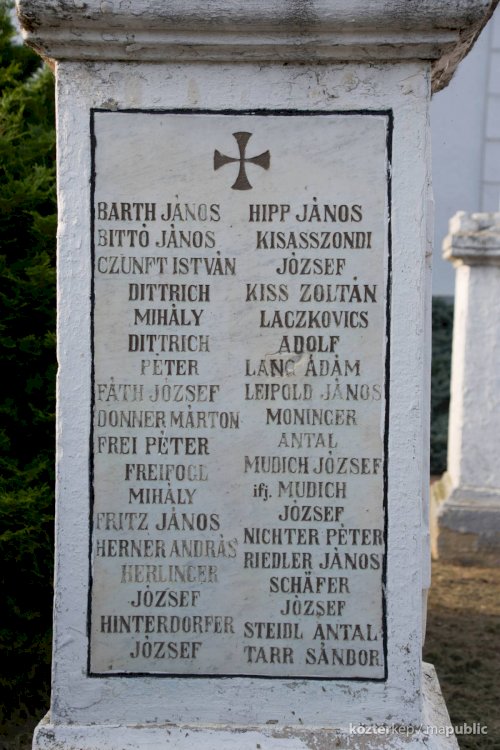 BARTH JÁNOS
BITTÓ JÁNOS
CZUNFT ISTVÁN
DITTRICH
MIHÁLY
DITTRICH
PÉTER
FÁTH JÓZSEF
DONNER MÁRTON
FREI PÉTER
FREIFOGL
MIHÁLY
FRITZ JÁNOS
HERNER ANDRÁS
HERLINGER
JÓZSEF
HINTERDORFER
JÓZSEF
HIPP JÁNOS
KISASSZONDI
JÓZSEF
KISS ZOLTÁN
LACZKOVICS
ADOLF
LANG ÁDÁM
LEIPOLD JÁNOS
MONINGER
ANTAL
MUDICH JÓZSEF
ifj. MUDICH
JÓZSEF
NICHTER PÉTER
RIEDLER JÁNOS
SCHÄFER
JÓZSEF
STEIDL ANTAL
TARR SÁNDOR
köztérkép / mapublic